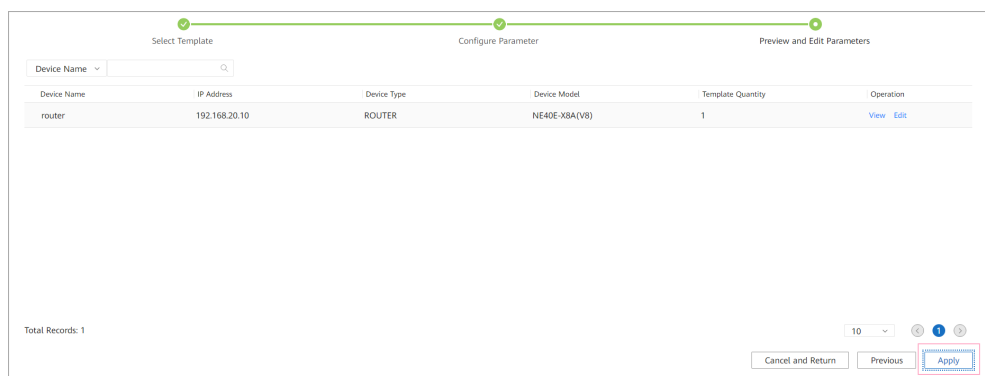 Select Template Configure Parameter Preview and Edit Parameters
Device Name
Device Name IP Address Device Type Device Model Template Quantity Operation
router 192.168.20.10 ROUTER NE40E-X8A(V8) 1 View Edit
Total Records: 1 10 1
Cancel and Return Previous Apply